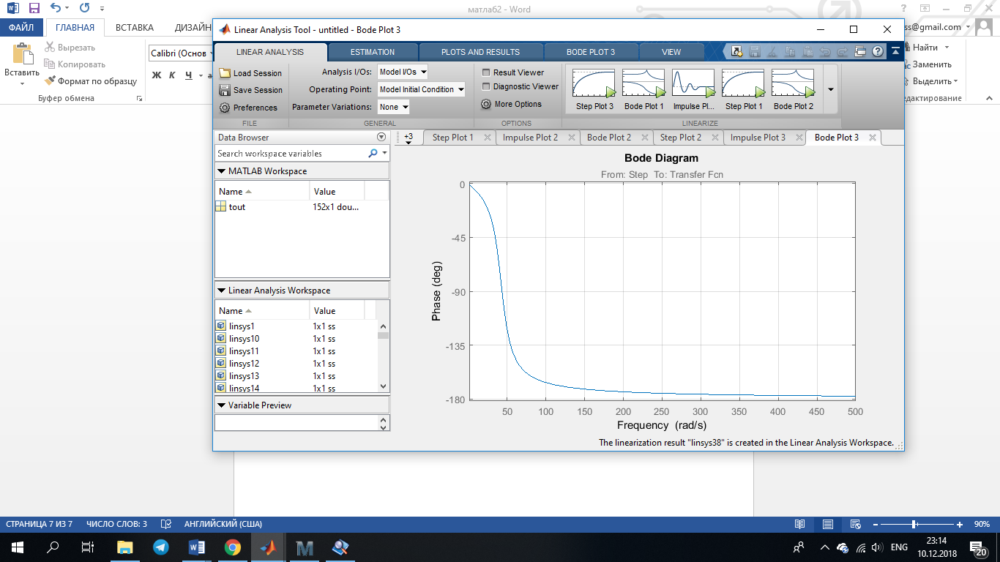 матлаб2 - Word
ФАЙЛ ГЛАВНАЯ ВСТАВКА ДИЗАЙН
ss@gmail.com
Вставить
Вырезать
Копировать
Формат по образцу
Буфер обмена
Calibri (Основ
Ж К Ч
Найти
Заменить
Выделить
едактирование
Linear Analysis Tool - untitled - Bode Plot 3
LINEAR ANALYSIS ESTIMATION PLOTS AND RESULTS BODE PLOT 3 VIEW
Load Session
Save Session
Preferences
FILE
Analysis I/Os: Model I/Os
Operating Point: Model Initial Condition
Parameter Variations: None
GENERAL
Result Viewer
Diagnostic Viewer
More Options
OPTIONS
Step Plot 3 Bode Plot 1 Impulse Pl... Step Plot 1 Bode Plot 2
LINEARIZE
Data Browser
Search workspace variables
MATLAB Workspace
Name Value
tout 152x1 dou...
Linear Analysis Workspace
Name Value
linsys1 1x1 ss
linsys10 1x1 ss
linsys11 1x1 ss
linsys12 1x1 ss
linsys13 1x1 ss
linsys14 1x1 ss
Variable Preview
+3 Step Plot 1 Impulse Plot 2 Bode Plot 2 Step Plot 2 Impulse Plot 3 Bode Plot 3
Bode Diagram
From: Step To: Transfer Fcn
Phase (deg)
0
-45
-90
-135
-180
50 100 150 200 250 300 350 400 450 500
Frequency (rad/s)
The linearization result "linsys38" is created in the Linear Analysis Workspace.
СТРАНИЦА 7 ИЗ 7 ЧИСЛО СЛОВ: 3 АНГЛИЙСКИЙ (США)
90%
ENG
23:14
10.12.2018
20